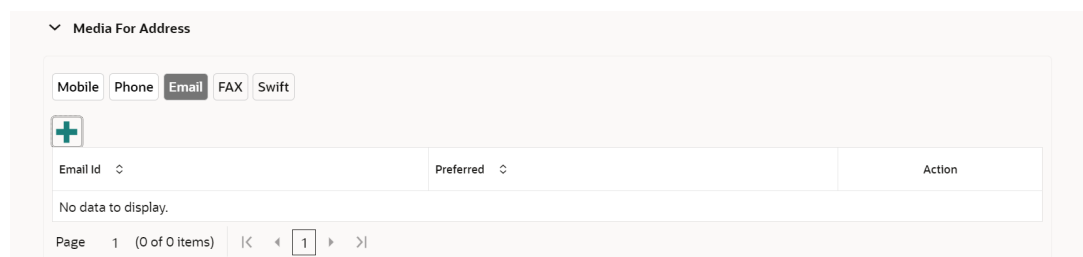 Media For Address
Mobile Phone Email FAX Swift
Email Id Preferred Action
No data to display.
Page 1 (0 of 0 items) 1